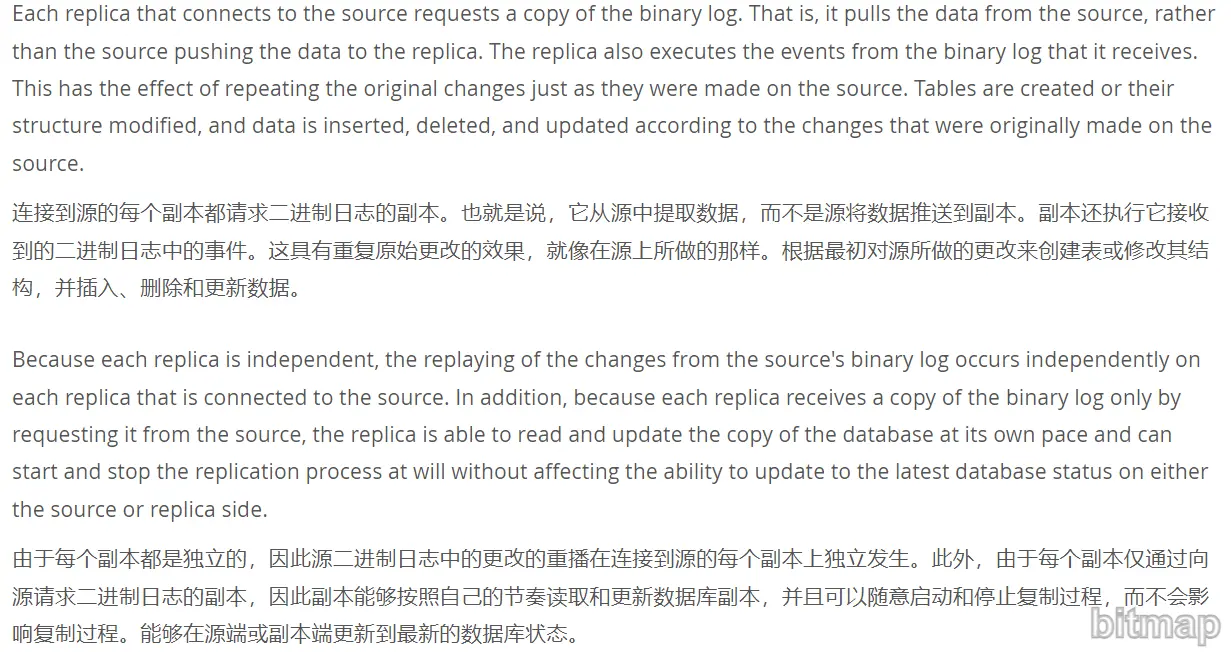 Each replica that connects to the source requests a copy of the binary log. That is, it pulls the data from the source, rather
than the source pushing the data to the replica. The replica also executes the events from the binary log that it receives.
This has the effect of repeating the original changes just as they were made on the source. Tables are created or their
structure modified, and data is inserted, deleted, and updated according to the changes that were originally made on the
source.
连接到源的每个副本都请求二进制日志的副本。也就是说，它从源中提取数据，而不是源将数据推送到副本。副本还执行它接收
到的二进制日志中的事件。这具有重复原始更改的效果，就像在源上所做的那样。根据最初对源所做的更改来创建表或修改其结
构，并插入、删除和更新数据。
Because each replica is independent, the replaying of the changes from the source's binary log occurs independently on
each replica that is connected to the source. In addition, because each replica receives a copy of the binary log only by
requesting it from the source, the replica is able to read and update the copy of the database at its own pace and can
start and stop the replication process at will without affecting the ability to update to the latest database status on either
the source or replica side.
由于每个副本都是独立的，因此源二进制日志中的更改的重播在连接到源的每个副本上独立发生。此外，由于每个副本仅通过向
源请求二进制日志的副本，因此副本能够按照自己的节奏读取和更新数据库副本，并且可以随意启动和停止复制过程，而不会影
响复制过程。能够在源端或副本端更新到最新的数据库状态。
bitmap